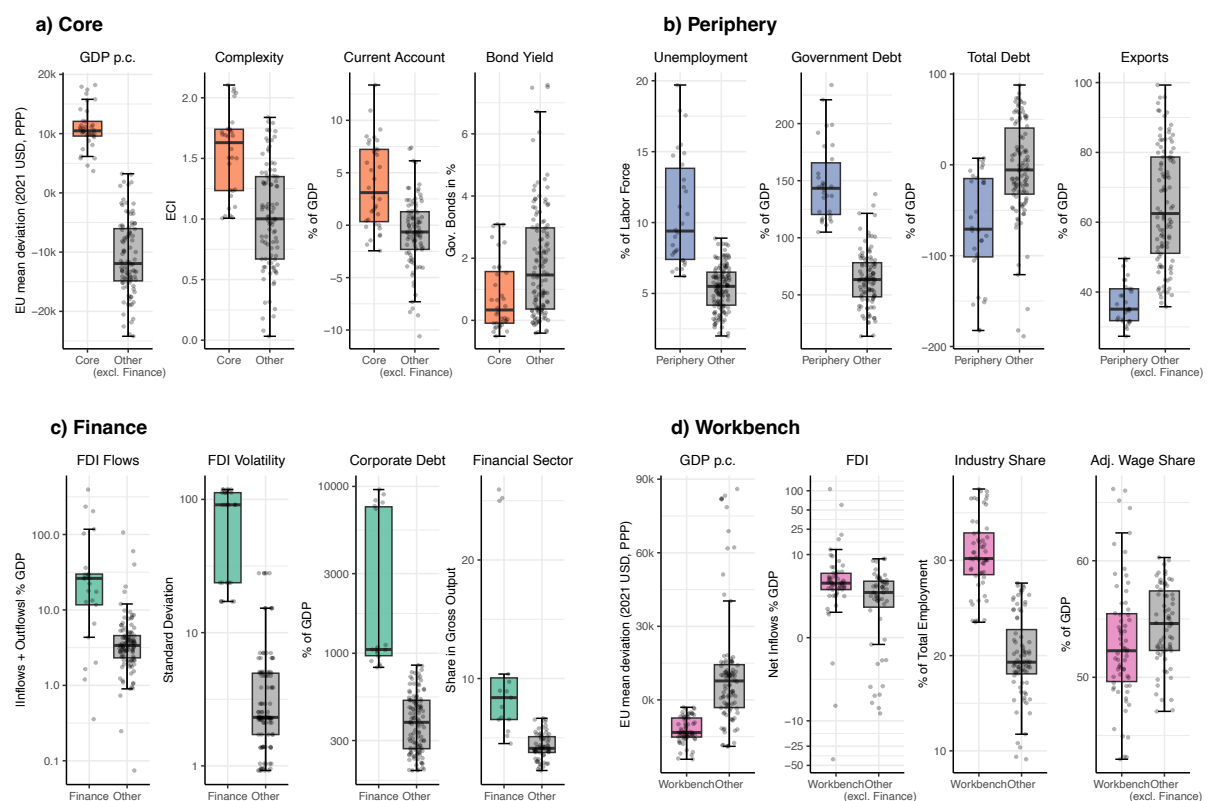 a) Core
GDP p.c.
EU mean deviation (2021 USD, PPP)
20k
10k
0k
−10k
−20k
Core
Other
(excl. Finance)
Complexity
ECI
2.0
1.5
1.0
0.5
0.0
Core
Other
Current Account
% of GDP
10
5
0
−5
−10
Core
Other
(excl. Finance)
Bond Yield
Gov. Bonds in %
6
4
2
0
Core
Other
b) Periphery
Unemployment
% of Labor Force
20
15
10
5
Periphery
Other
Government Debt
% of GDP
200
150
100
50
Periphery
Other
Total Debt
% of GDP
100
0
−100
−200
Periphery
Other
Exports
% of GDP
100
80
60
40
Periphery
Other
(excl. Finance)
c) Finance
FDI Flows
IInflows+ Outflowsl % GDP
100.0
10.0
1.0
0.1
Finance
Other
FDI Volatility
Standard Deviation
100
10
1
Finance
Other
Corporate Debt
% of GDP
10000
3000
1000
300
Finance
Other
Financial Sector
Share in Gross Output
20
10
Finance
Other
d) Workbench
GDP p.c.
EU mean deviation (2021 USD, PPP)
90k
60k
30k
0k
Workbench
Other
FDI
Net Inflows % GDP
100
60
30
10
0
−10
−25
−50
Workbench
Other
(excl. Finance)
Industry Share
% of Total Employment
30
20
10
Workbench
Other
Adj. Wage Share
% of GDP
60
50
Workbench
Other
(excl. Finance)